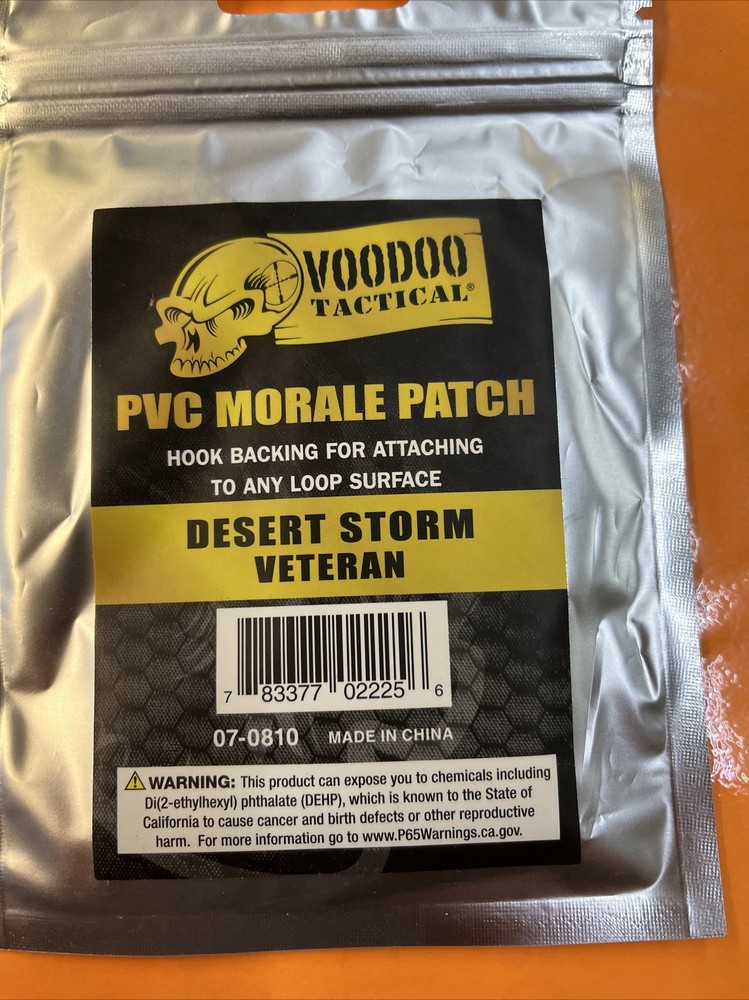 VOODOO
TACTICAL®
PVC MORALE PATCH
HOOK BACKING FOR ATTACHING
TO ANY LOOP SURFACE
DESERT STORM
VETERAN
7 83377 02225 6
07-0810 MADE IN CHINA
WARNING: This product can expose you to chemicals including
Di(2-ethylhexyl) phthalate (DEHP), which is known to the State of
California to cause cancer and birth defects or other reproductive
harm. For more information go to www.P65Warnings.ca.gov.